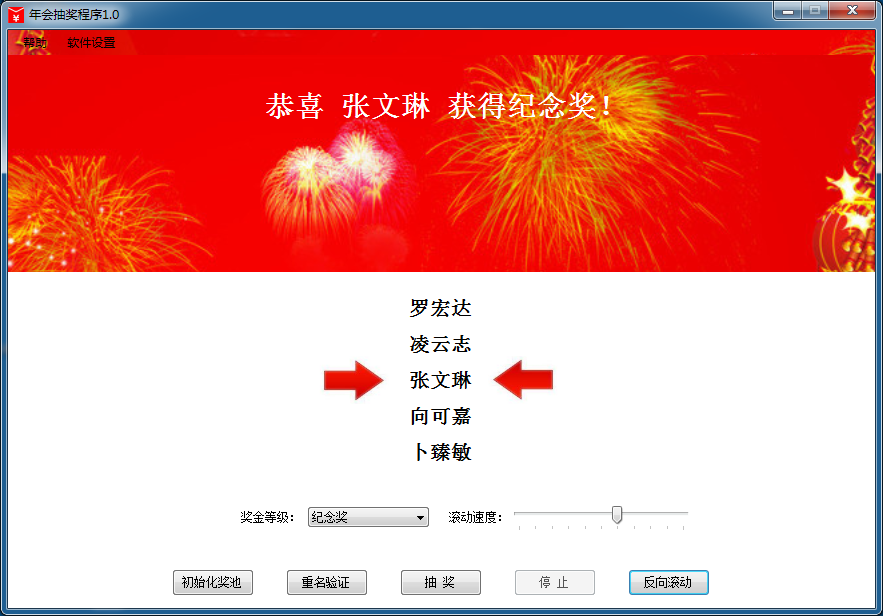 年会抽奖程序1.0
帮助 软件设置
恭喜 张文琳 获得纪念奖!
罗宏达
凌云志
张文琳
向可嘉
卜臻敏
奖金等级: 纪念奖 滚动速度:
初始化奖池 重名验证 抽 奖 停 止 反向滚动